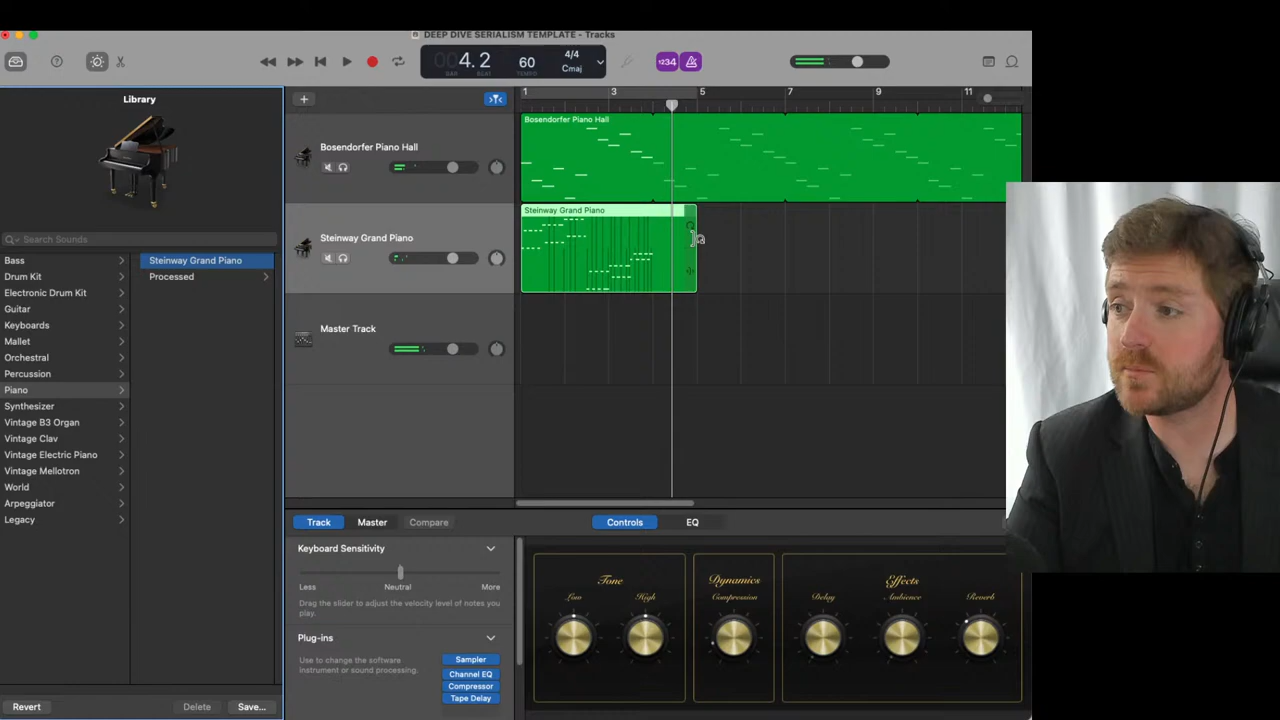 DEEP DIVE SERIALISM TEMPLATE - Tracks
004.2
BAR
BEAT
60
TEMPO
4/4
Cmaj
1234
Library
Search Sounds
Bass
Drum Kit
Electronic Drum Kit
Guitar
Keyboards
Mallet
Orchestral
Percussion
Piano
Synthesizer
Vintage B3 Organ
Vintage Clav
Vintage Electric Piano
Vintage Mellotron
World
Arpeggiator
Legacy
Steinway Grand Piano
Processed
Revert
Delete
Save...
1
3
5
7
9
11
Bosendorfer Piano Hall
Bosendorfer Piano Hall
Steinway Grand Piano
Steinway Grand Piano
Master Track
Track
Master
Compare
Controls
EQ
Keyboard Sensitivity
Less
Neutral
More
Drag the slider to adjust the velocity level of notes you
play.
Plug-ins
Use to change the software
instrument or sound processing.
Sampler
Channel EQ
Compressor
Tape Delay
Tone
Low
High
Dynamics
Compression
Effects
Delay
Ambience
Reverb